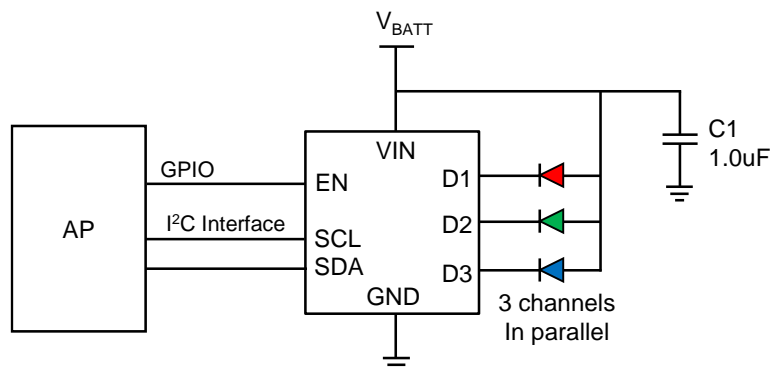 V_BATT
C1
1.0uF
AP
GPIO
I²C Interface
VIN
EN
SCL
SDA
GND
D1
D2
D3
3 channels
In parallel